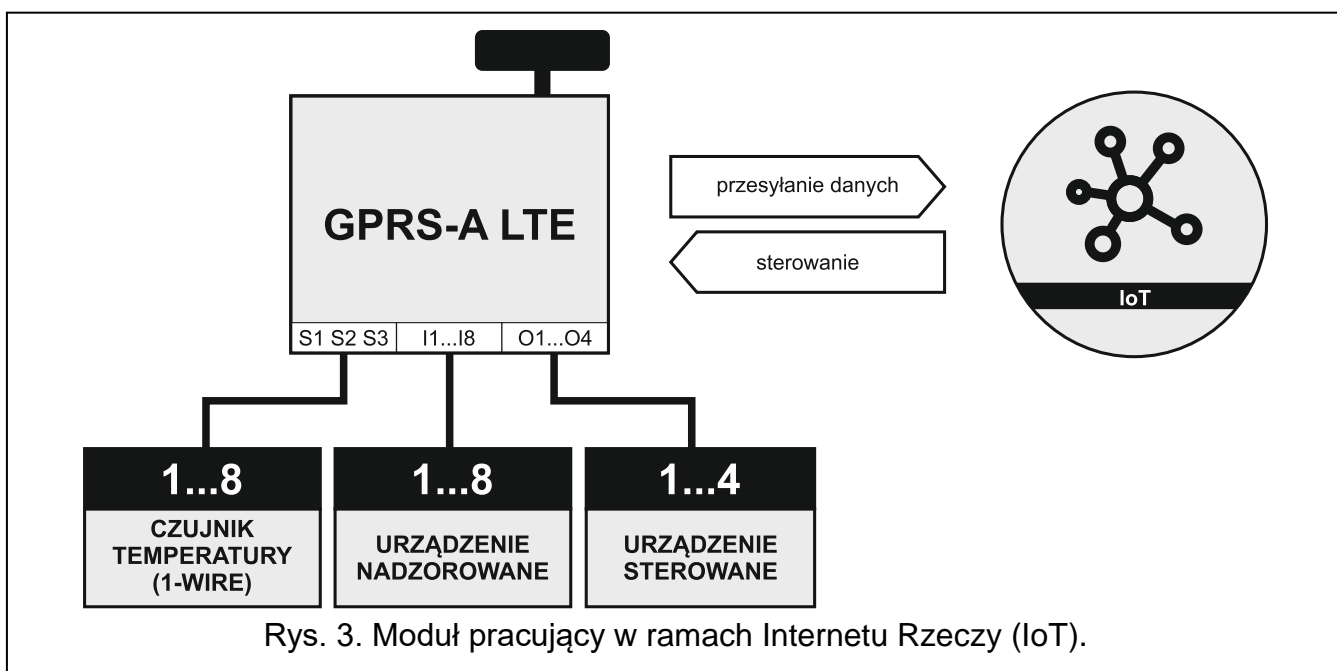 GPRS-A LTE
S1 S2 S3
I1...I8
O1...O4
przesyłanie danych
sterowanie
IoT
1...8
CZUJNIK
TEMPERATURY
(1-WIRE)
1...8
URZĄDZENIE
NADZOROWANE
1...4
URZĄDZENIE
STEROWANE
Rys. 3. Moduł pracujący w ramach Internetu Rzeczy (IoT).